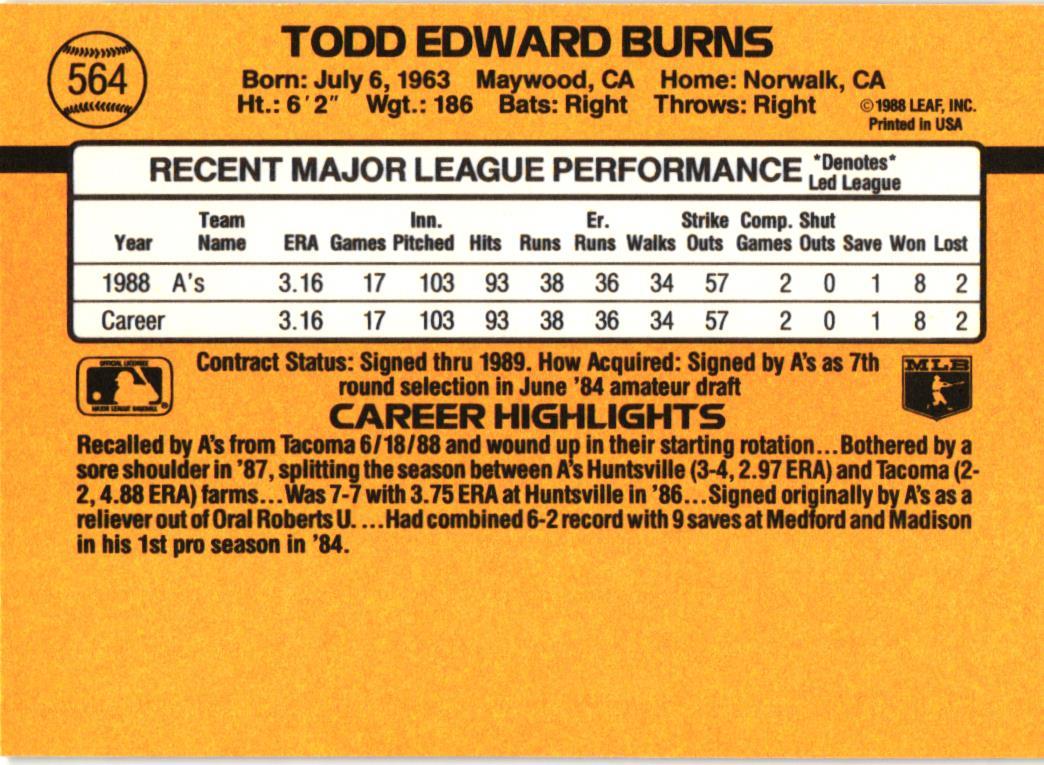 TODD EDWARD BURNS
564
Born: July 6, 1963 Maywood, CA Home: Norwalk, CA
Ht.: 6'2" Wgt.: 186 Bats: Right Throws: Right
©1988 LEAF, INC.
Printed in USA
RECENT MAJOR LEAGUE PERFORMANCE *Denotes*
Led League
Team Inn. Er. Strike Comp. Shut
Year Name ERA Games Pitched Hits Runs Runs Walks Outs Games Outs Save Won Lost
1988 A's 3.16 17 103 93 38 36 34 57 2 0 1 8 2
Career 3.16 17 103 93 38 36 34 57 2 0 1 8 2
OFFICIAL LICENSEE
MAJOR LEAGUE BASEBALL
®
Contract Status: Signed thru 1989. How Acquired: Signed by A's as 7th
round selection in June '84 amateur draft
MLB
CAREER HIGHLIGHTS
Recalled by A's from Tacoma 6/18/88 and wound up in their starting rotation...Bothered by a
sore shoulder in '87, splitting the season between A's Huntsville (3-4, 2.97 ERA) and Tacoma (2-
2, 4.88 ERA) farms...Was 7-7 with 3.75 ERA at Huntsville in '86...Signed originally by A's as a
reliever out of Oral Roberts U. ...Had combined 6-2 record with 9 saves at Medford and Madison
in his 1st pro season in '84.